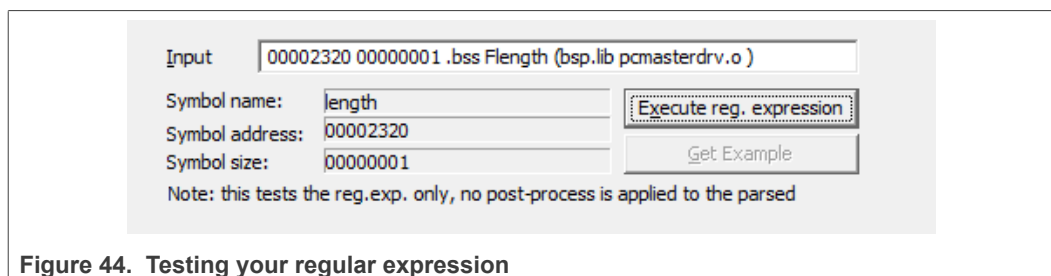 Input 00002320 00000001 .bss Flength (bsp.lib pcmasterdrv.o )
Symbol name: length Execute reg. expression
Symbol address: 00002320
Symbol size: 00000001 Get Example
Note: this tests the reg.exp. only, no post-process is applied to the parsed
Figure 44. Testing your regular expression